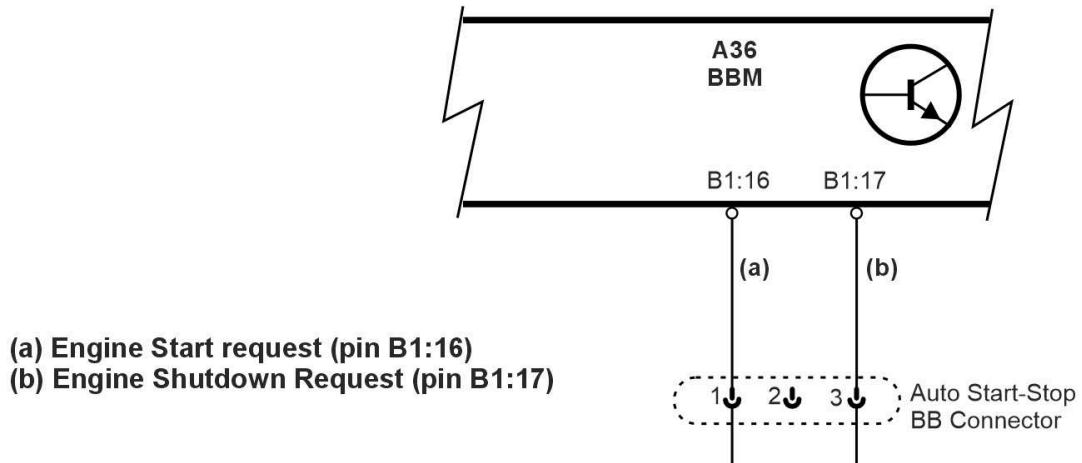 A36
BBM
B1:16 B1:17
(a) (b)
(a) Engine Start request (pin B1:16)
(b) Engine Shutdown Request (pin B1:17)
1 2 3 Auto Start-Stop
BB Connector